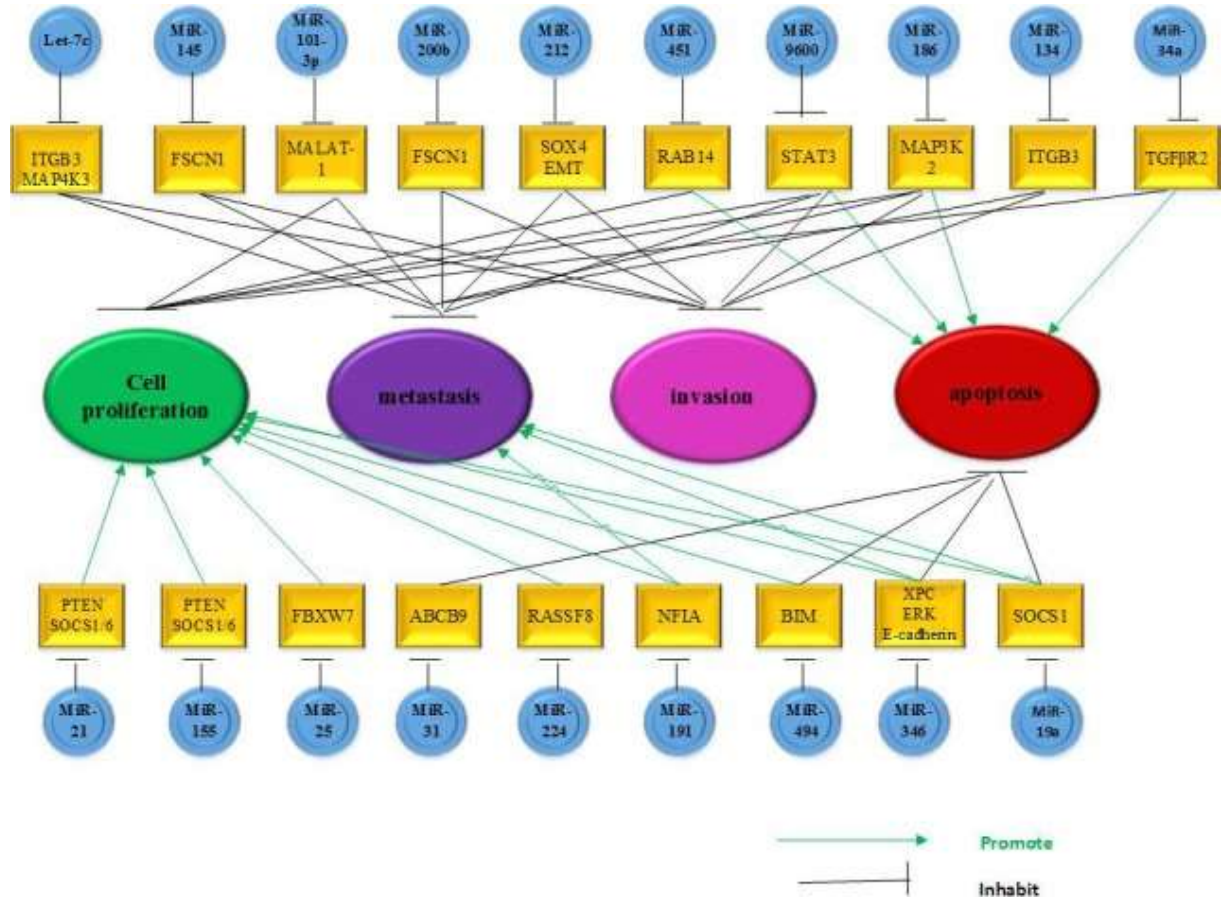 Let-7c
MiR-
145
MiR-
101-
3p
MiR-
200b
MiR-
212
MiR-
451
MiR-
9600
MiR-
186
MiR-
134
MiR-
34a
ITGB3
MAP4K3
FSCN1
MALAT-
1
FSCN1
SOX4
EMT
RAB14
STAT3
MAP3K
2
ITGB3
TGFβR2
Cell
proliferation
metastasis
invasion
apoptosis
PTEN
SOCS1/6
PTEN
SOCS1/6
FBXW7
ABCB9
RASSF8
NFIA
BIM
XPC
ERK
E-cadherin
SOCS1
MiR-
21
MiR-
155
MiR-
25
MiR-
31
MiR-
224
MiR-
191
MiR-
494
MiR-
346
MiR-
19a
Promote
Inhabit